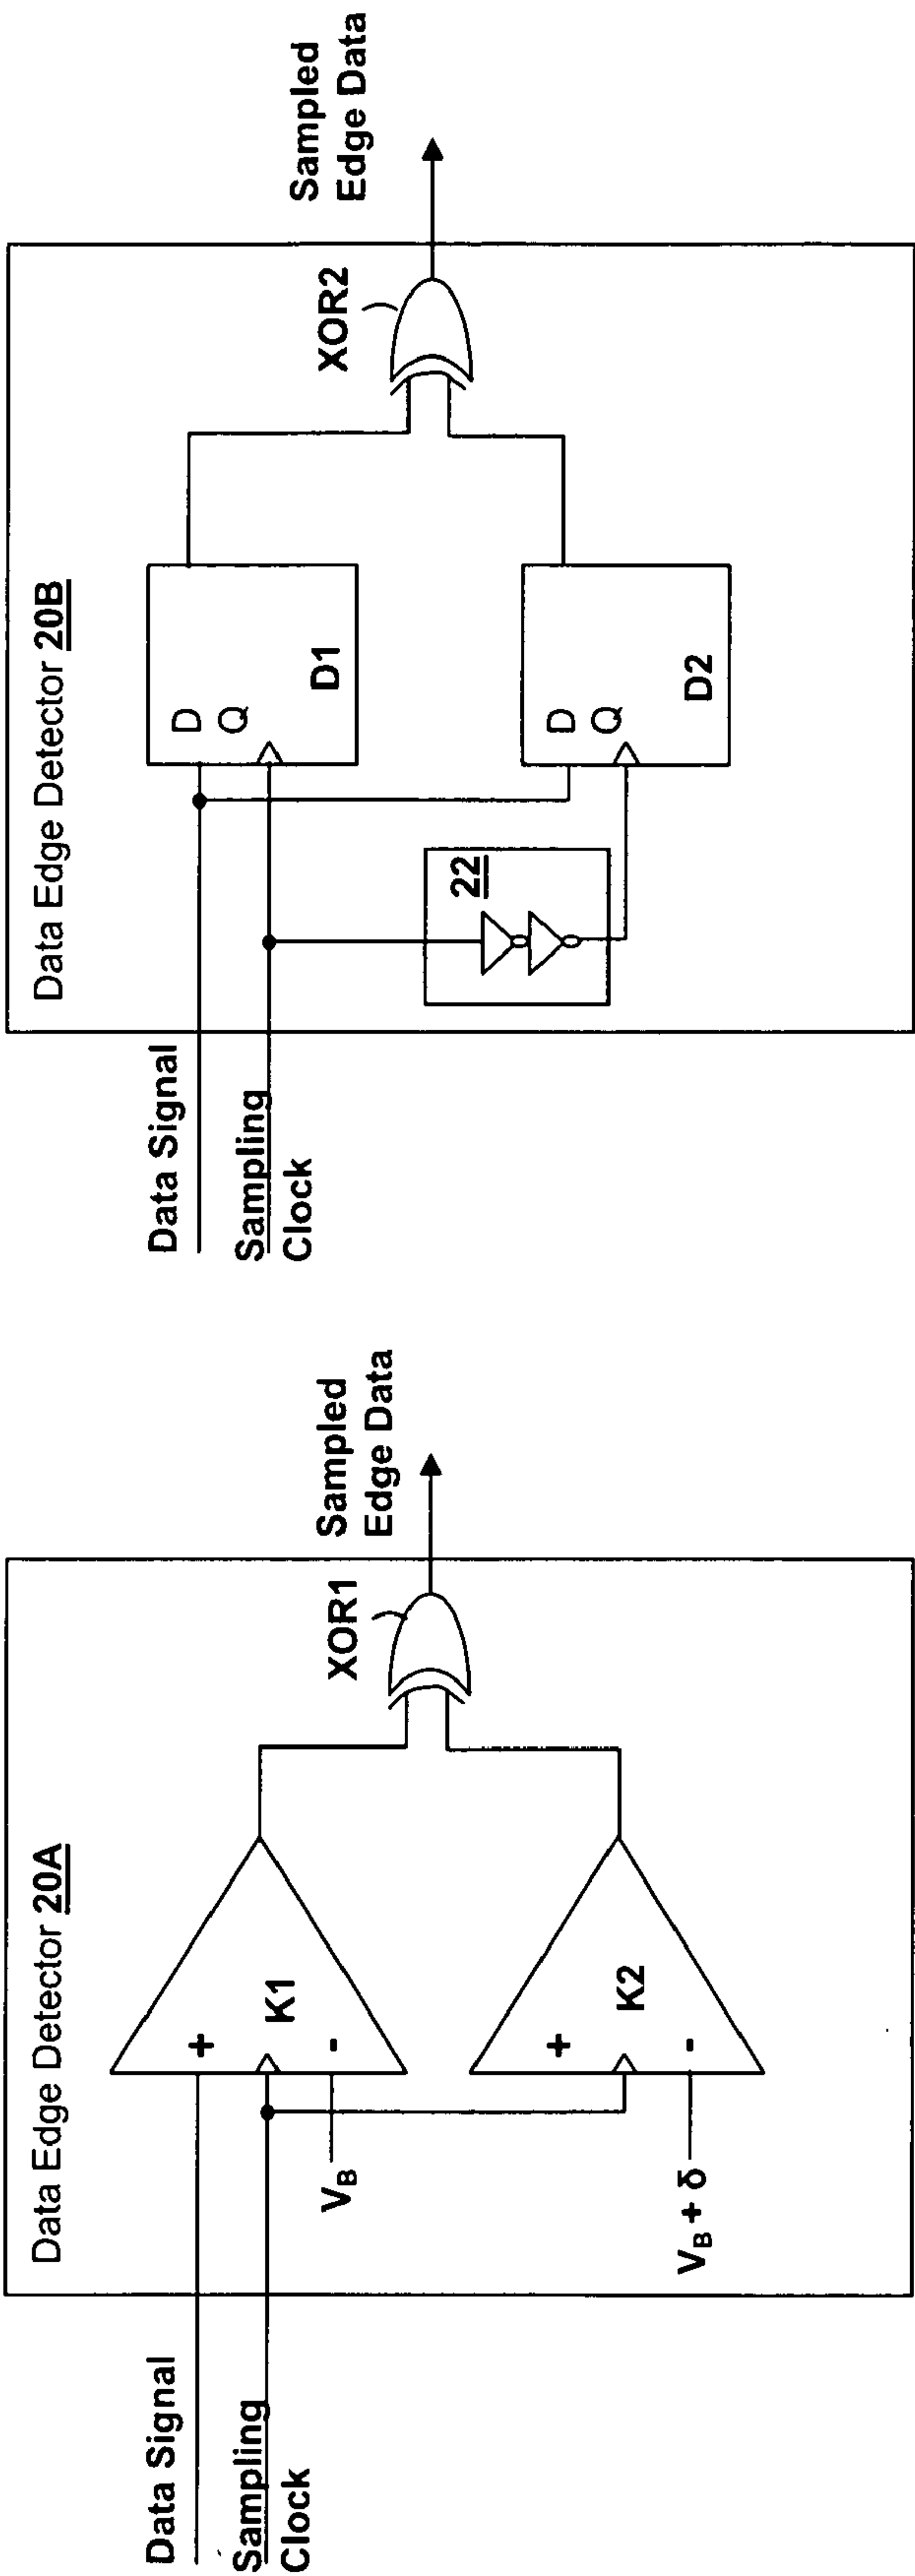 Data Edge Detector 20A
Data Signal
Sampling
Clock
+
K1
-
VB
+
K2
-
VB + δ
XOR1
Sampled
Edge Data
Data Edge Detector 20B
Data Signal
Sampling
Clock
D
Q
D1
22
D
Q
D2
XOR2
Sampled
Edge Data